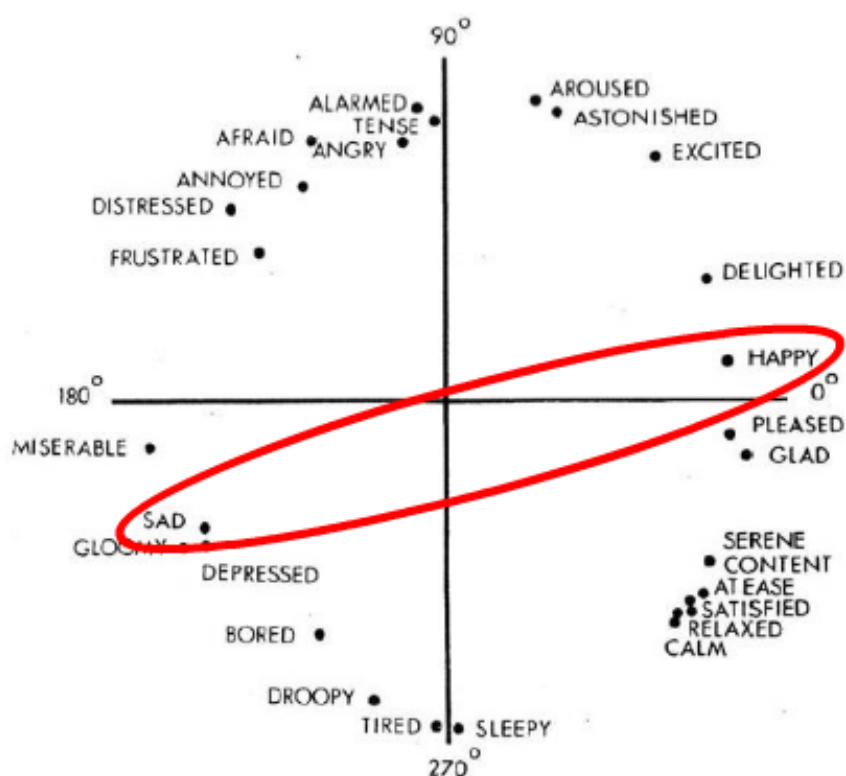 90°
ALARMED
AROUSED
TENSE
ASTONISHED
AFRAID
ANGRY
EXCITED
ANNOYED
DISTRESSED
FRUSTRATED
DELIGHTED
HAPPY
180°
0°
PLEASED
MISERABLE
GLAD
SAD
GLOOMY
SERENE
CONTENT
DEPRESSED
AT EASE
SATISFIED
BORED
RELAXED
CALM
DROOPY
TIRED
SLEEPY
270°